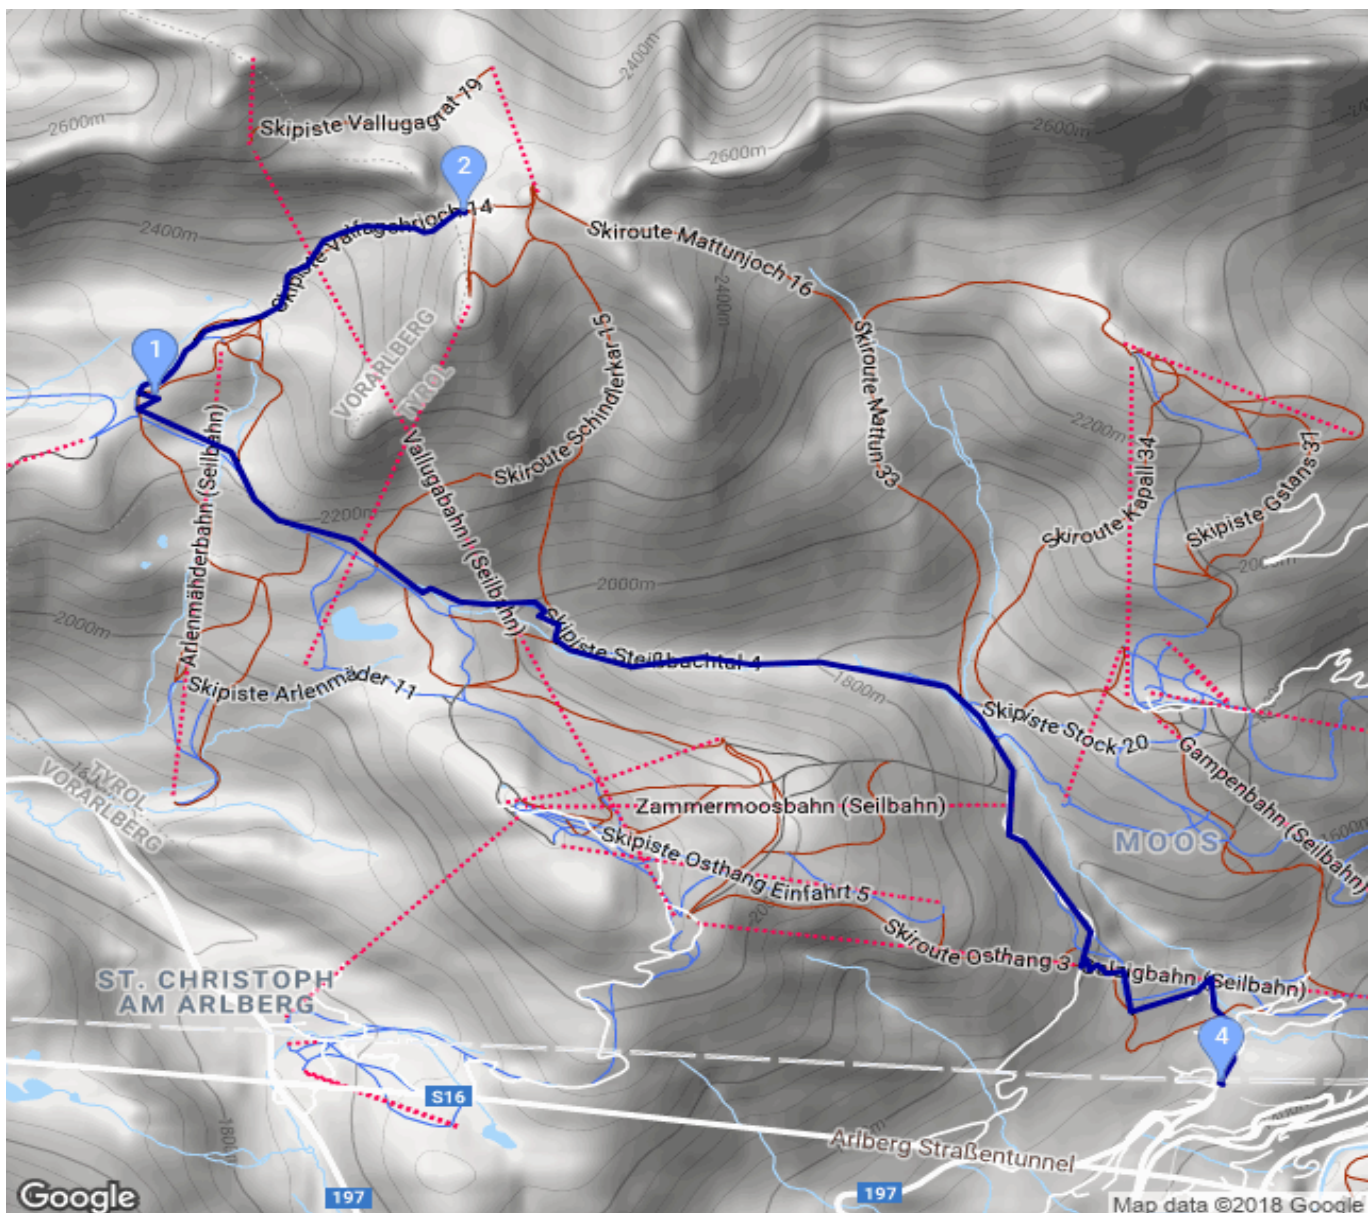 2400m
2600m
Skipiste Vallugagrat 19
2600m
2600m
2
2400m
Skipiste Valfagehrjoch 14
Skiroute Mattunjoch 16
2400m
1
VORARLBERG
TYROL
Skiroute Schindlerkar 15
Skiroute Mattun 33
2200m
Skiroute Kapall 34
Skipiste Gstans 31
Arlenmähderbahn (Seilbahn)
Vallugabahn I (Seilbahn)
2200m
2000m
2000m
2000m
Skipiste Steißbachtal 4
1800m
Skipiste Arlenmäder 11
Skipiste Stock 20
Gampenbahn (Seilbahn)
TYROL
VORARLBERG
Zammermoosbahn (Seilbahn)
MOOS
1600m
Skipiste Osthang Einfahrt 5
Skiroute Osthang 3
(Seilbahn)
ST. CHRISTOPH
AM ARLBERG
4
S16
1800m
Arlberg Straßentunnel
197
197
Google
Map data ©2018 Google